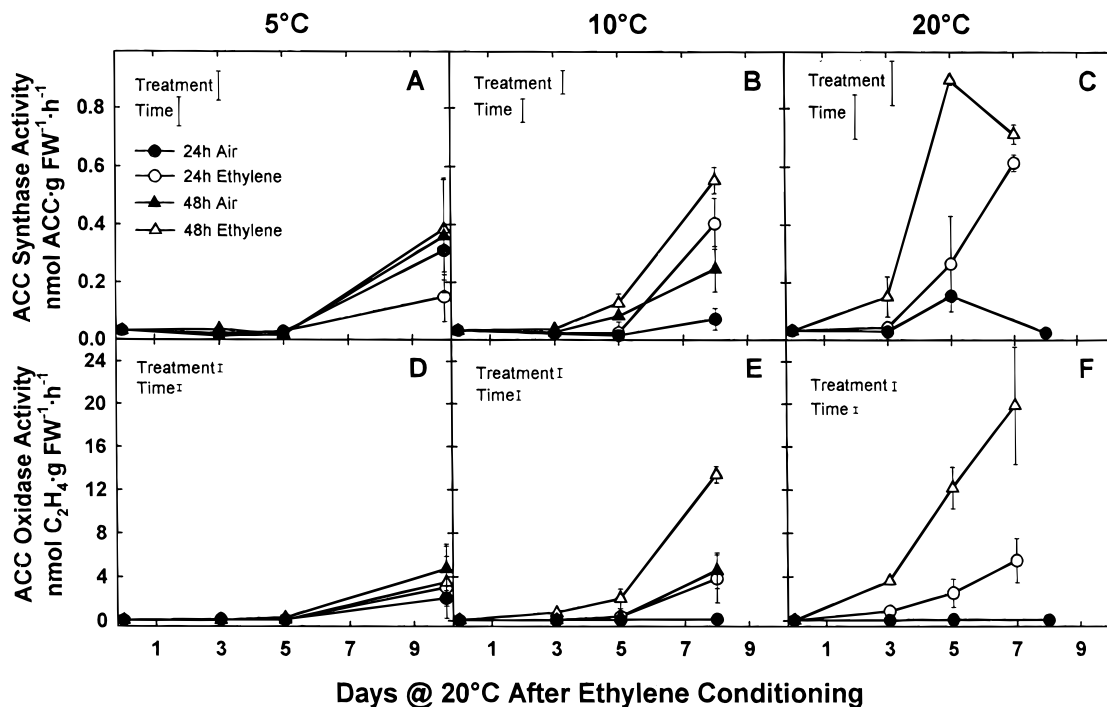 5°C 10°C 20°C
ACC Synthase Activity
nmol ACC·g FW⁻¹·h⁻¹
0.8
0.6
0.4
0.2
0.0
A
Treatment
Time
24h Air
24h Ethylene
48h Air
48h Ethylene
B
Treatment
Time
C
Treatment
Time
ACC Oxidase Activity
nmol C₂H₄·g FW⁻¹·h⁻¹
24
20
16
12
8
4
0
D
Treatment
Time
E
Treatment
Time
F
Treatment
Time
1 3 5 7 9 1 3 5 7 1 3 5 7 9
Days @ 20°C After Ethylene Conditioning